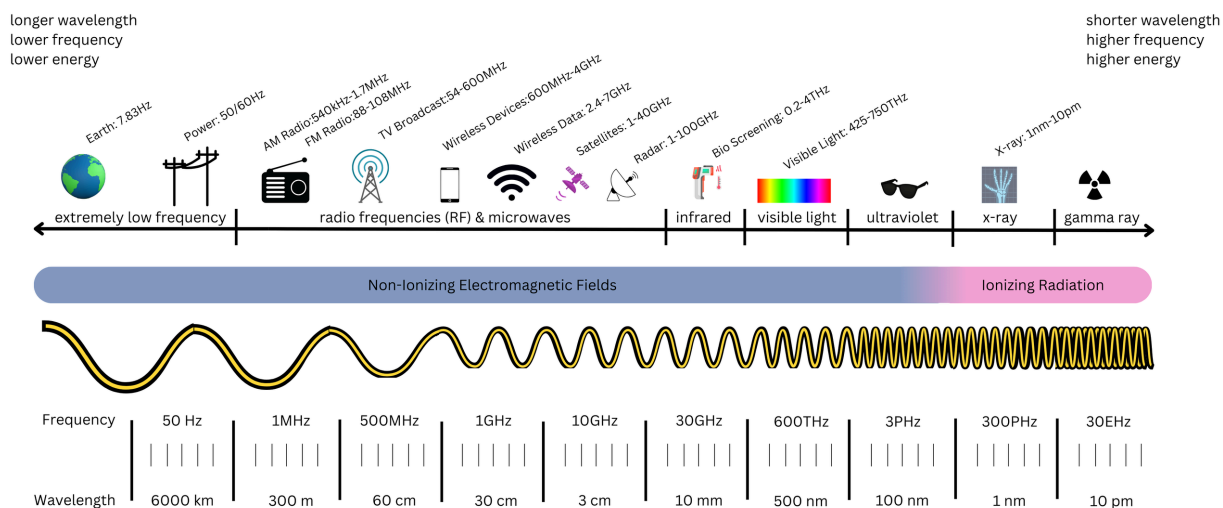 longer wavelength
lower frequency
lower energy
shorter wavelength
higher frequency
higher energy
Earth: 7.83Hz
Power: 50/60Hz
AM Radio:540kHz-1.7MHz
FM Radio:88-108MHz
TV Broadcast:54-600MHz
Wireless Devices:600MHz-4GHz
Wireless Data: 2.4-7GHz
Satellites: 1-40GHz
Radar: 1-100GHz
Bio Screening: 0.2-4THz
Visible Light: 425-750THz
X-ray: 1nm-10pm
extremely low frequency radio frequencies (RF) & microwaves infrared visible light ultraviolet x-ray gamma ray
Non-Ionizing Electromagnetic Fields Ionizing Radiation
Frequency 50 Hz 1MHz 500MHz 1GHz 10GHz 30GHz 600THz 3PHz 300PHz 30EHz
Wavelength 6000 km 300 m 60 cm 30 cm 3 cm 10 mm 500 nm 100 nm 1 nm 10 pm